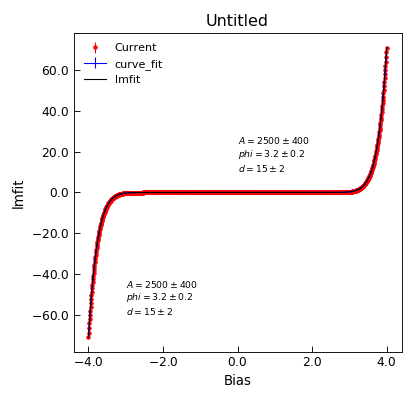 Untitled
Current
curve_fit
lmfit
60.0
40.0
20.0
0.0
−20.0
−40.0
−60.0
lmfit
A = 2500 ± 400
phi = 3.2 ± 0.2
d = 15 ± 2
A = 2500 ± 400
phi = 3.2 ± 0.2
d = 15 ± 2
−4.0 −2.0 0.0 2.0 4.0
Bias